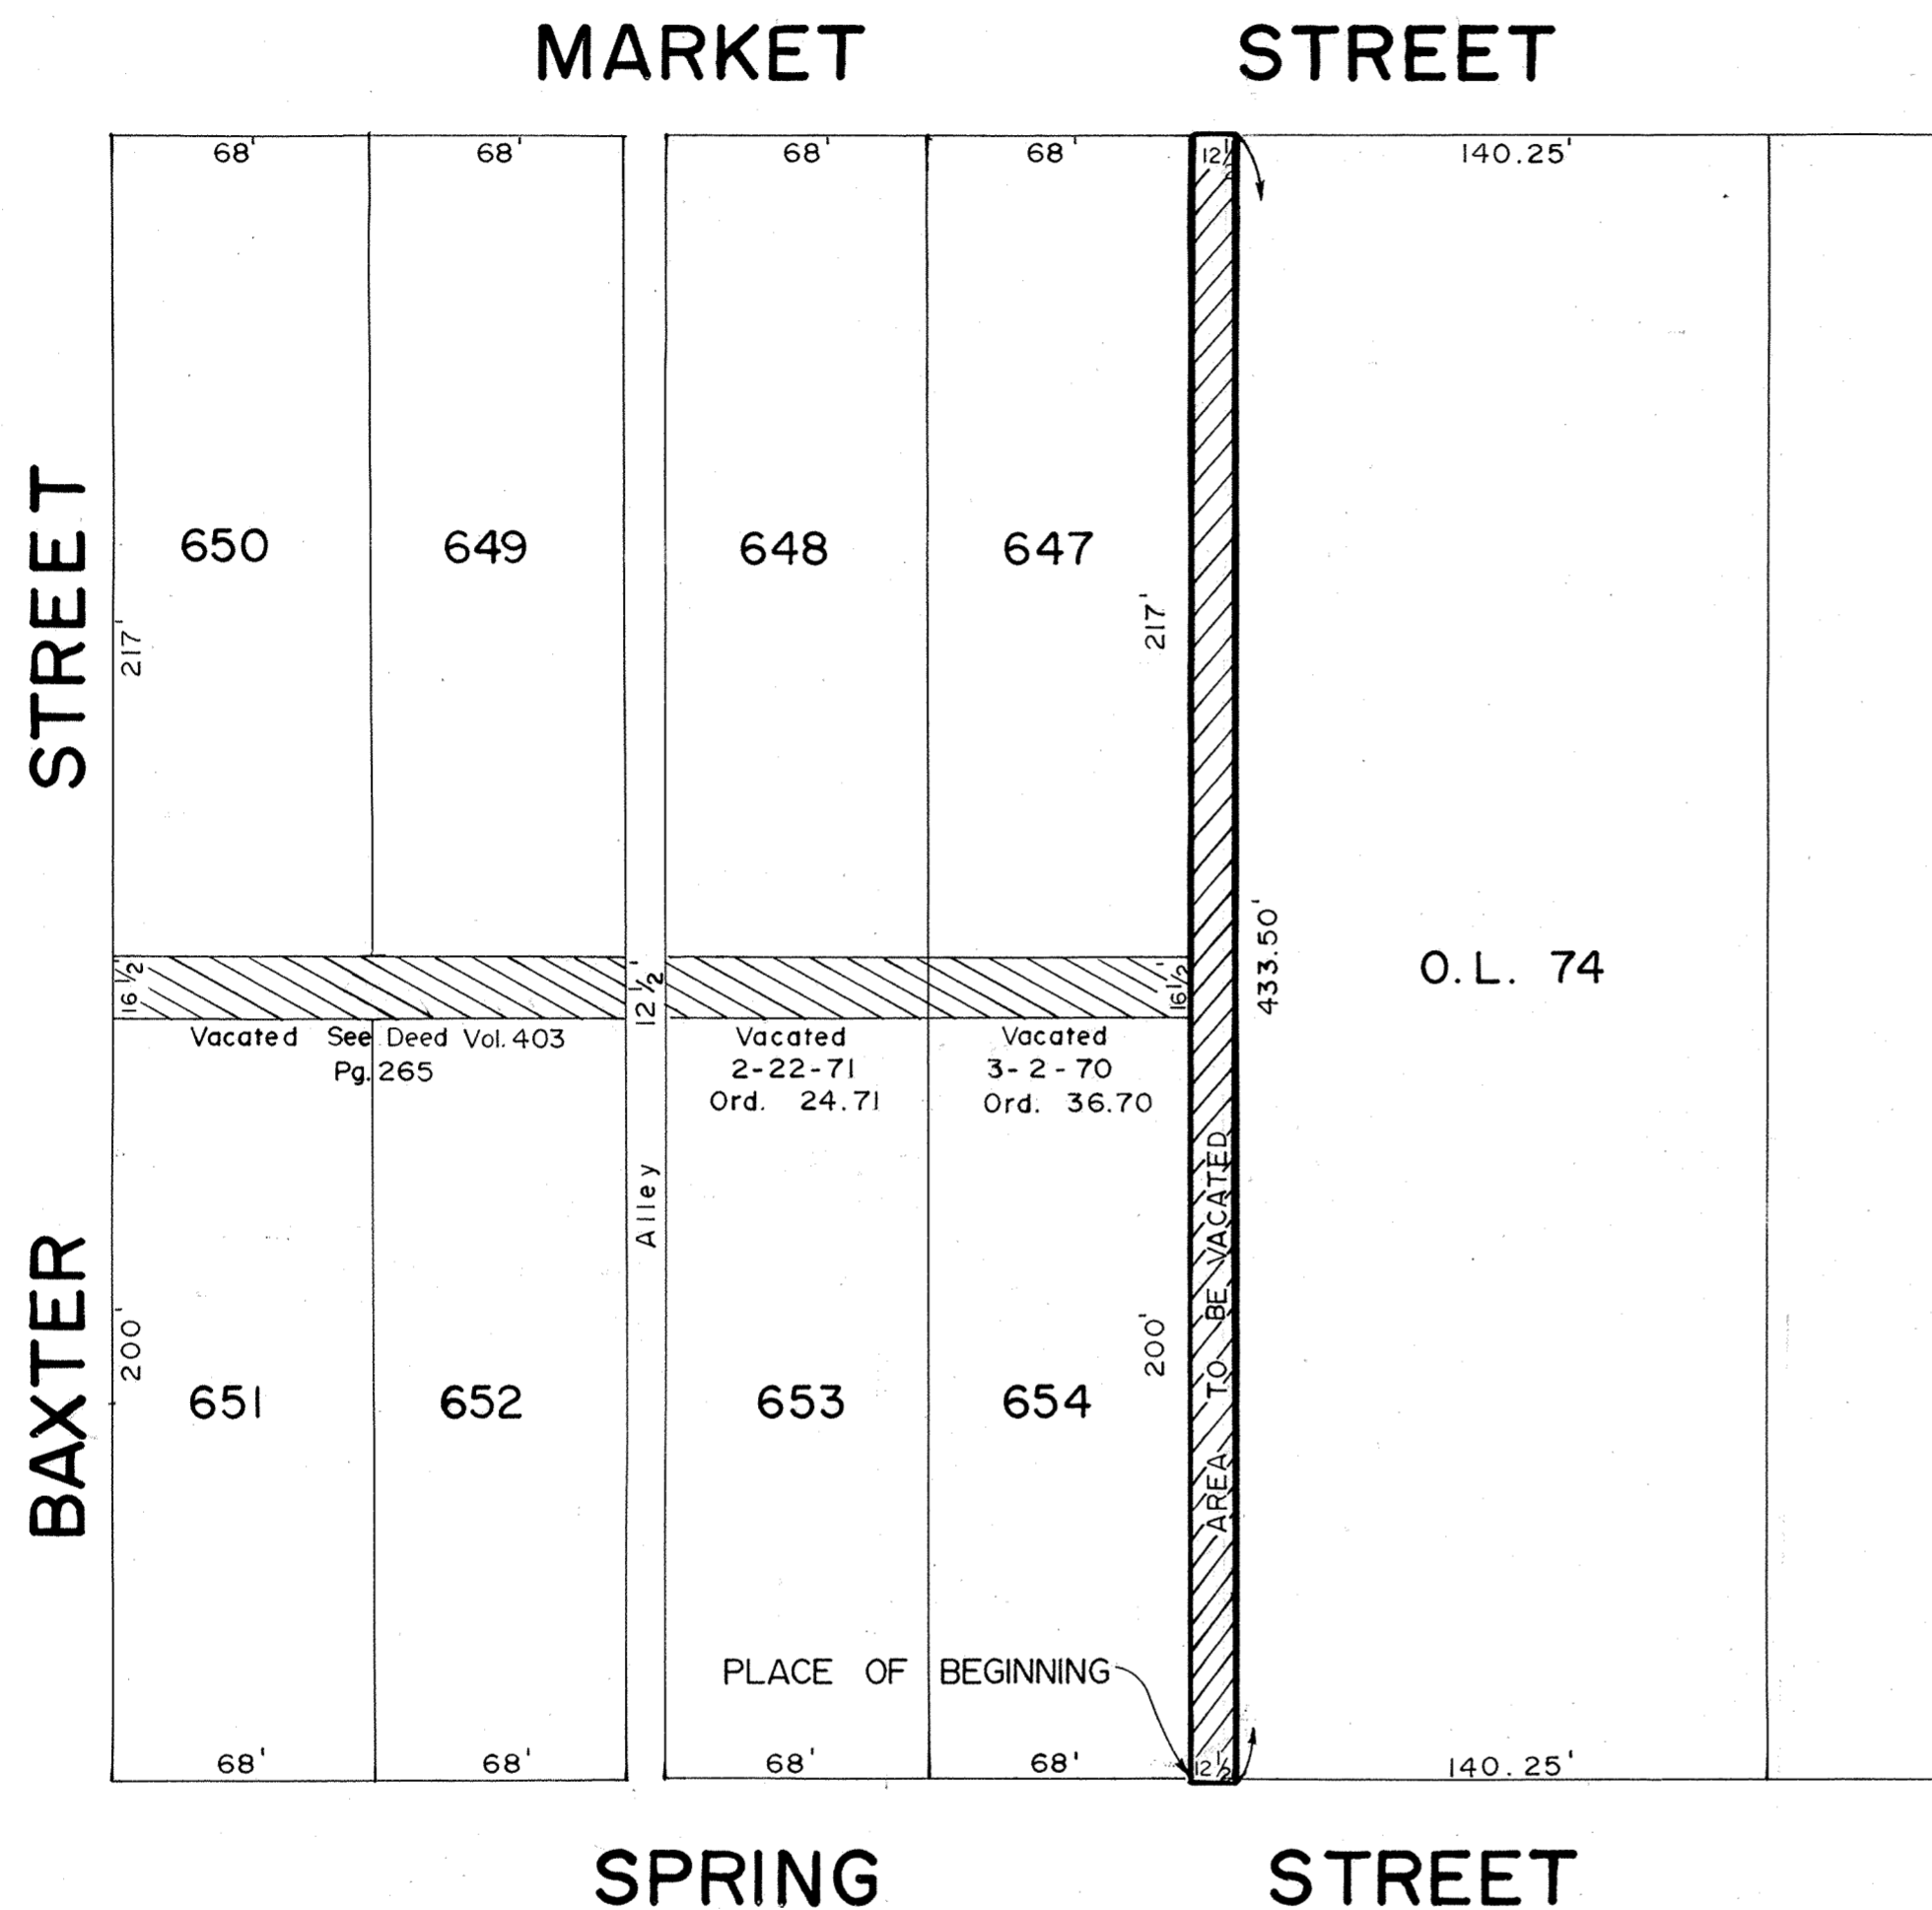 MARKET STREET
68' 68' 68' 68' 12 1/2 140.25'
STREET
650 649 648 647
217' 217'
433.50'
O.L. 74
16 1/2' 12 1/2' 16 1/2'
Vacated See Deed Vol. 403
Pg. 265
Vacated
2-22-71
Ord. 24.71
Vacated
3-2-70
Ord. 36.70
Alley
AREA TO BE VACATED
BAXTER
200' 200'
651 652 653 654
PLACE OF BEGINNING
68' 68' 68' 68' 12 1/2 140.25'
SPRING STREET